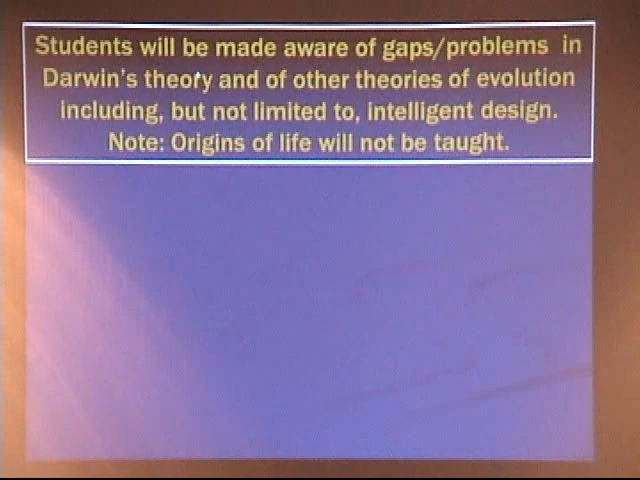 Students will be made aware of gaps/problems in
Darwin's theory and of other theories of evolution
including, but not limited to, intelligent design.
Note: Origins of life will not be taught.